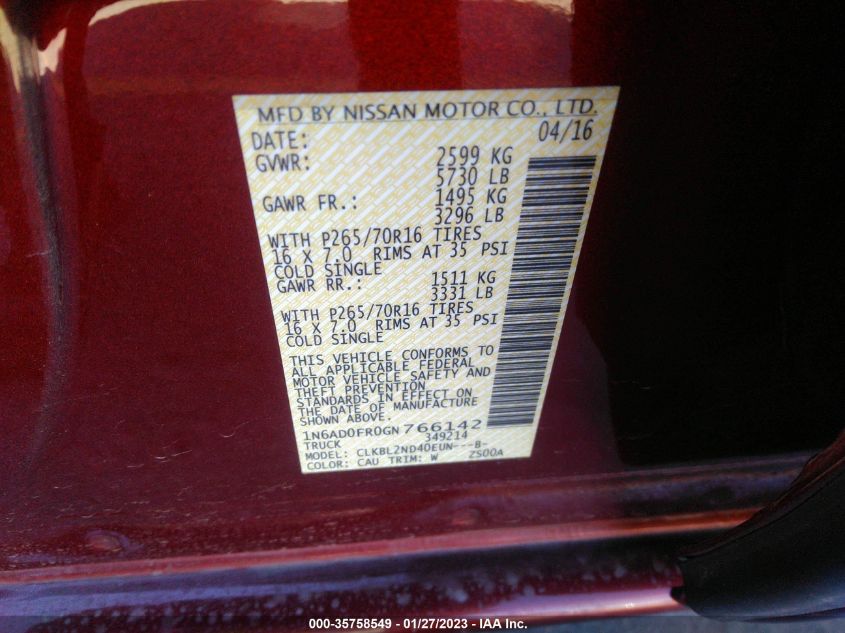 MFD BY NISSAN MOTOR CO., LTD.
DATE: 04/16
GVWR: 2599 KG
5730 LB
GAWR FR.: 1495 KG
3296 LB
WITH P265/70R16 TIRES
16 X 7.0 RIMS AT 35 PSI
COLD SINGLE
GAWR RR.: 1511 KG
3331 LB
WITH P265/70R16 TIRES
16 X 7.0 RIMS AT 35 PSI
COLD SINGLE
THIS VEHICLE CONFORMS TO
ALL APPLICABLE FEDERAL
MOTOR VEHICLE SAFETY AND
THEFT PREVENTION
STANDARDS IN EFFECT ON
THE DATE OF MANUFACTURE
SHOWN ABOVE.
1N6AD0FR0GN 766142
TRUCK 349214
MODEL: CLKBL2ND40EUN---B-
COLOR: CAU TRIM: W ZS00A
000-35758549 - 01/27/2023 - IAA Inc.